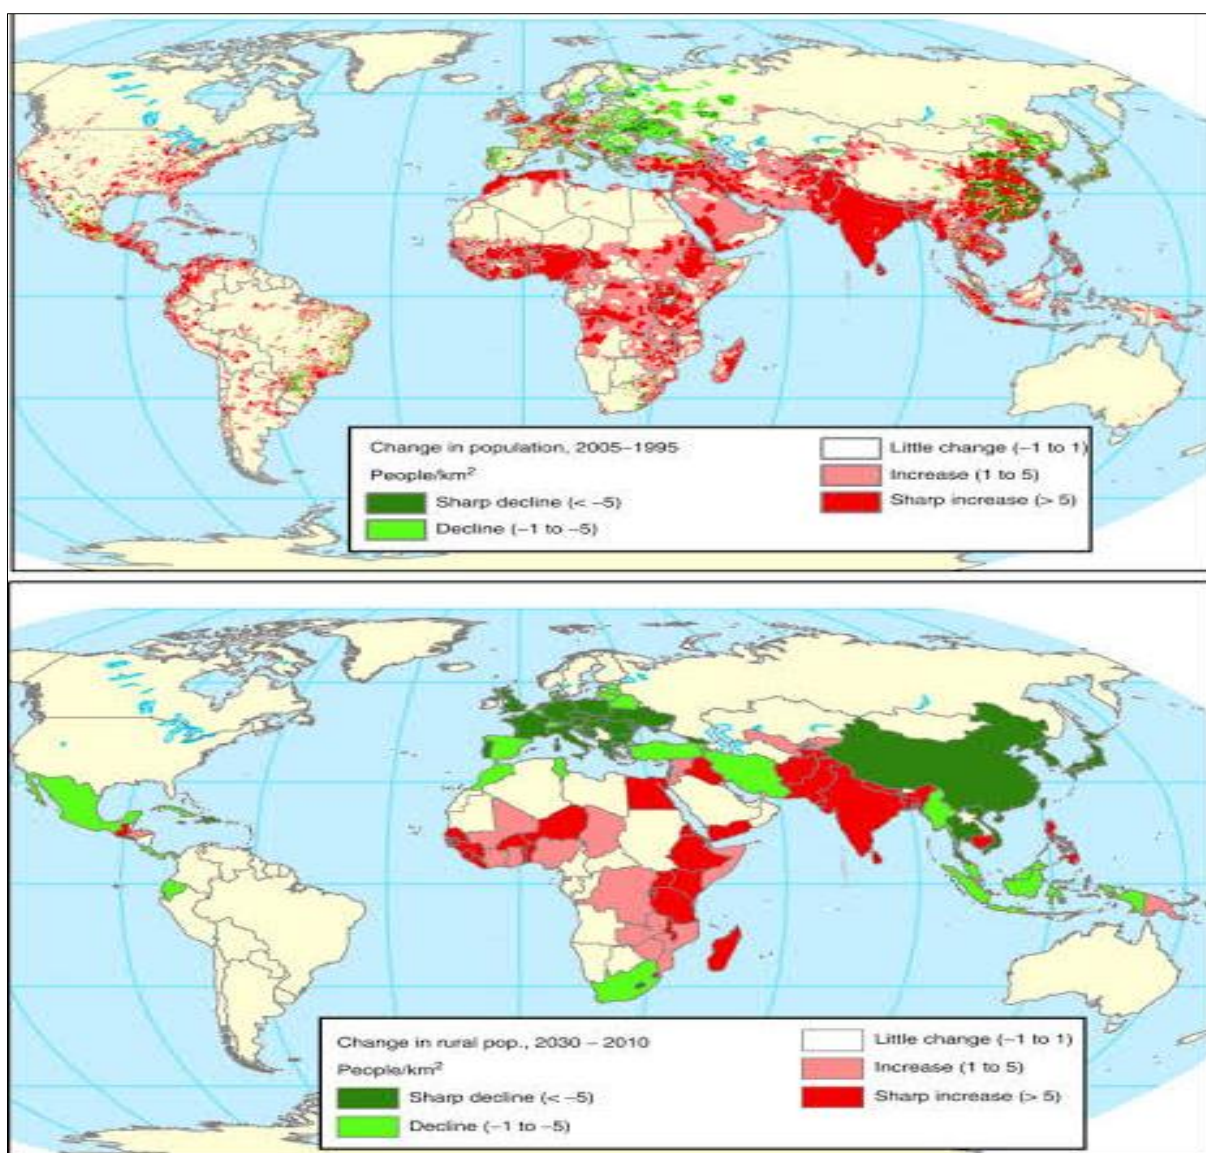 Change in population, 2005–1995
People/km²
Sharp decline (< –5)
Decline (–1 to –5)
Little change (–1 to 1)
Increase (1 to 5)
Sharp increase (> 5)
Change in rural pop., 2030 – 2010
People/km²
Sharp decline (< –5)
Decline (–1 to –5)
Little change (–1 to 1)
Increase (1 to 5)
Sharp increase (> 5)